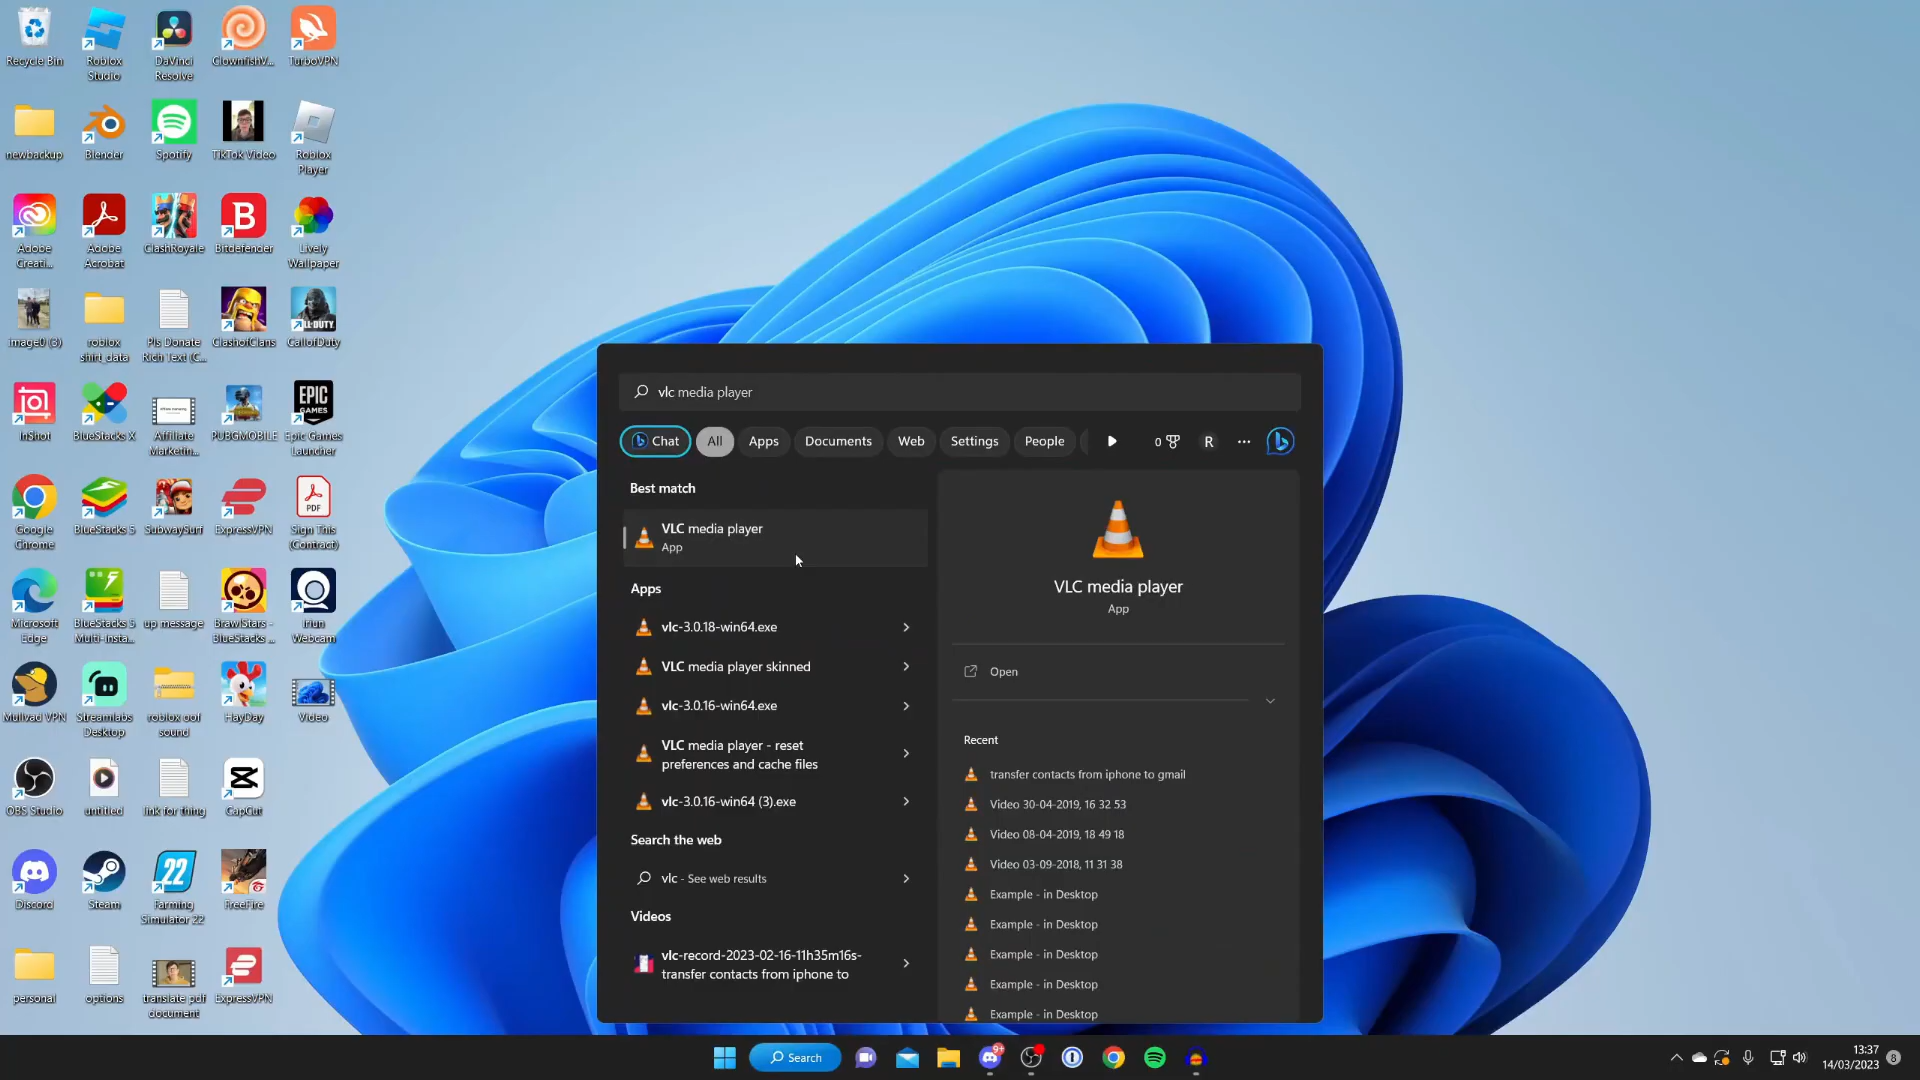 Recycle Bin
Roblox
Studio
DaVinci
Resolve
ClownfishV...
TurboVPN
newbackup
Blender
Spotify
TikTok Video
Roblox
Player
Adobe
Creati...
Adobe
Acrobat
ClashRoyale
Bitdefender
Lively
Wallpaper
image0 (3)
roblox
shirt_data
Pls Donate
Rich Text (C...
ClashofClans
CallofDuty
InShot
BlueStacks X
Affiliate
Marketin...
PUBGMOBILE
EPIC
GAMES
Epic Games
Launcher
Google
Chrome
BlueStacks 5
SubwaySurf
ExpressVPN
PDF
Sign This
(Contract)
Microsoft
Edge
BlueStacks 5
Multi-Insta...
up message
BrawlStars -
BlueStacks ...
Iriun
Webcam
Mullvad VPN
Streamlabs
Desktop
roblox oof
sound
HayDay
Video
OBS Studio
untitled
link for thing
CapCut
Discord
Steam
22
Farming
Simulator 22
FreeFire
personal
options
translate pdf
document
ExpressVPN
vlc media player
Chat
All
Apps
Documents
Web
Settings
People
0
R
...
Best match
VLC media player
App
Apps
vlc-3.0.18-win64.exe
VLC media player skinned
vlc-3.0.16-win64.exe
VLC media player - reset
preferences and cache files
vlc-3.0.16-win64 (3).exe
Search the web
vlc - See web results
Videos
vlc-record-2023-02-16-11h35m16s-
transfer contacts from iphone to
VLC media player
App
Open
Recent
transfer contacts from iphone to gmail
Video 30-04-2019, 16 32 53
Video 08-04-2019, 18 49 18
Video 03-09-2018, 11 31 38
Example - in Desktop
Example - in Desktop
Example - in Desktop
Example - in Desktop
Example - in Desktop
Search
9+
13:37
14/03/2023
8